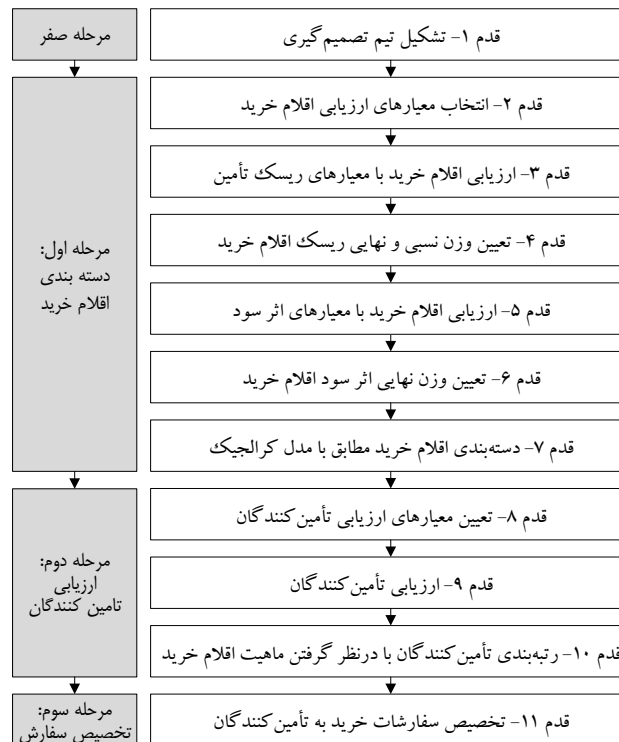 مرحله صفر
قدم ۱- تشکیل تیم تصمیم‌گیری
مرحله اول:
دسته بندی
اقلام خرید
قدم ۲- انتخاب معیارهای ارزیابی اقلام خرید
قدم ۳- ارزیابی اقلام خرید با معیارهای ریسک تأمین
قدم ۴- تعیین وزن نسبی و نهایی ریسک اقلام خرید
قدم ۵- ارزیابی اقلام خرید با معیارهای اثر سود
قدم ۶- تعیین وزن نهایی اثر سود اقلام خرید
قدم ۷- دسته‌بندی اقلام خرید مطابق با مدل کرالجیک
مرحله دوم:
ارزیابی
تامین کنندگان
قدم ۸- تعیین معیارهای ارزیابی تأمین‌کنندگان
قدم ۹- ارزیابی تأمین‌کنندگان
قدم ۱۰- رتبه‌بندی تأمین‌کنندگان با درنظر گرفتن ماهیت اقلام خرید
مرحله سوم:
تخصیص سفارش
قدم ۱۱- تخصیص سفارشات خرید به تأمین‌کنندگان